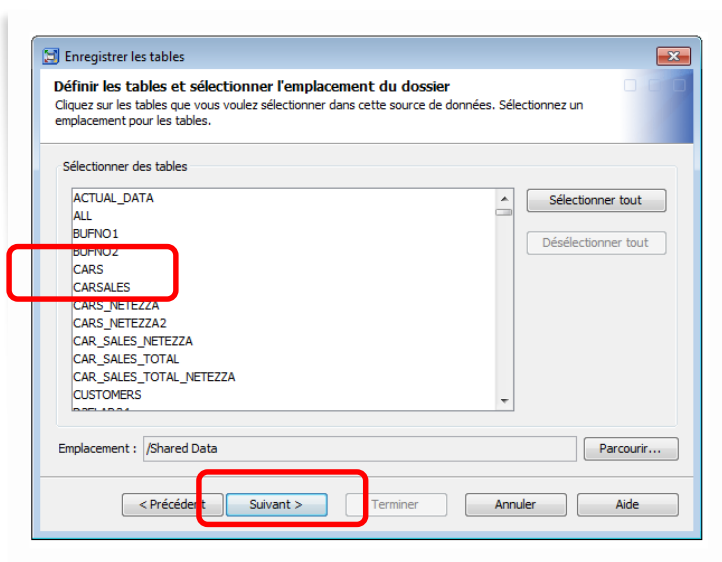 Enregistrer les tables
Définir les tables et sélectionner l'emplacement du dossier
Cliquez sur les tables que vous voulez sélectionner dans cette source de données. Sélectionnez un
emplacement pour les tables.
Sélectionner des tables
ACTUAL_DATA
ALL
BUFNO1
BUFNO2
CARS
CARSALES
CARS_NETEZZA
CARS_NETEZZA2
CAR_SALES_NETEZZA
CAR_SALES_TOTAL
CAR_SALES_TOTAL_NETEZZA
CUSTOMERS
Sélectionner tout
Désélectionner tout
Emplacement : /Shared Data
Parcourir...
< Précédent Suivant > Terminer Annuler Aide